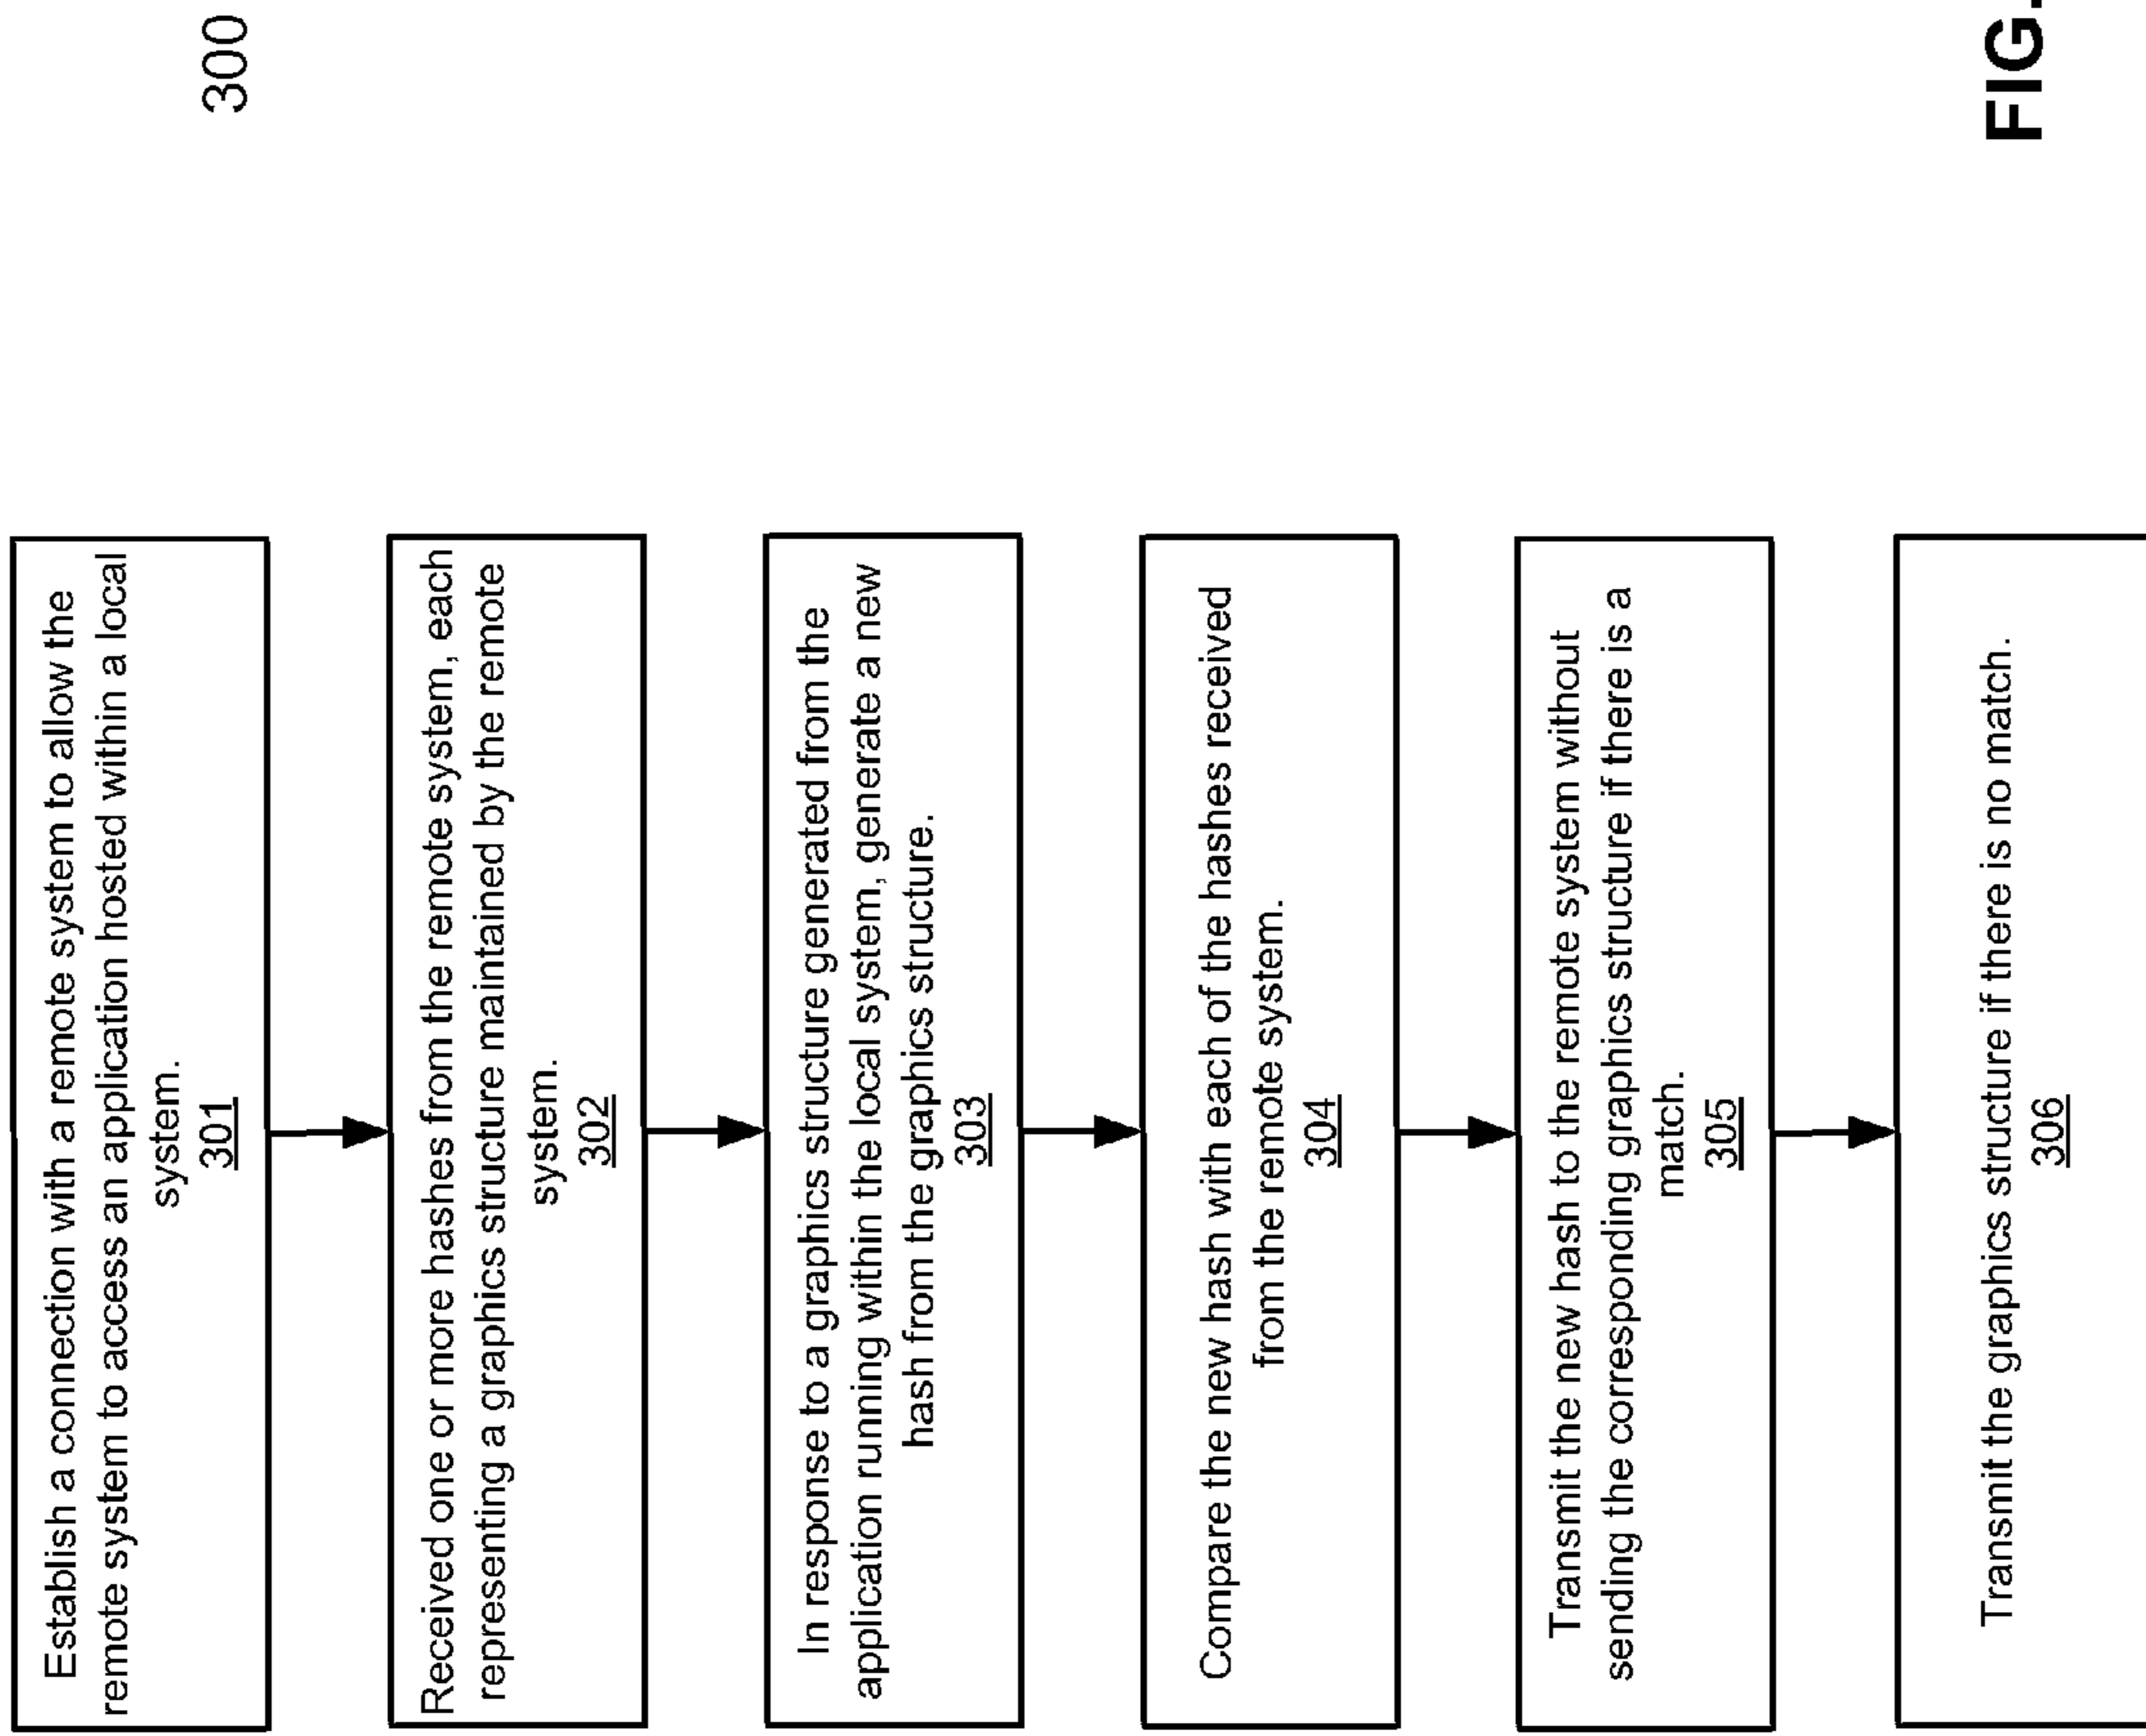 300
Establish a connection with a remote system to allow the
remote system to access an application hosted within a local
system.
301
Received one or more hashes from the remote system, each
representing a graphics structure maintained by the remote
system.
302
In response to a graphics structure generated from the
application running within the local system, generate a new
hash from the graphics structure.
303
Compare the new hash with each of the hashes received
from the remote system.
304
Transmit the new hash to the remote system without
sending the corresponding graphics structure if there is a
match.
305
Transmit the graphics structure if there is no match.
306
FIG.